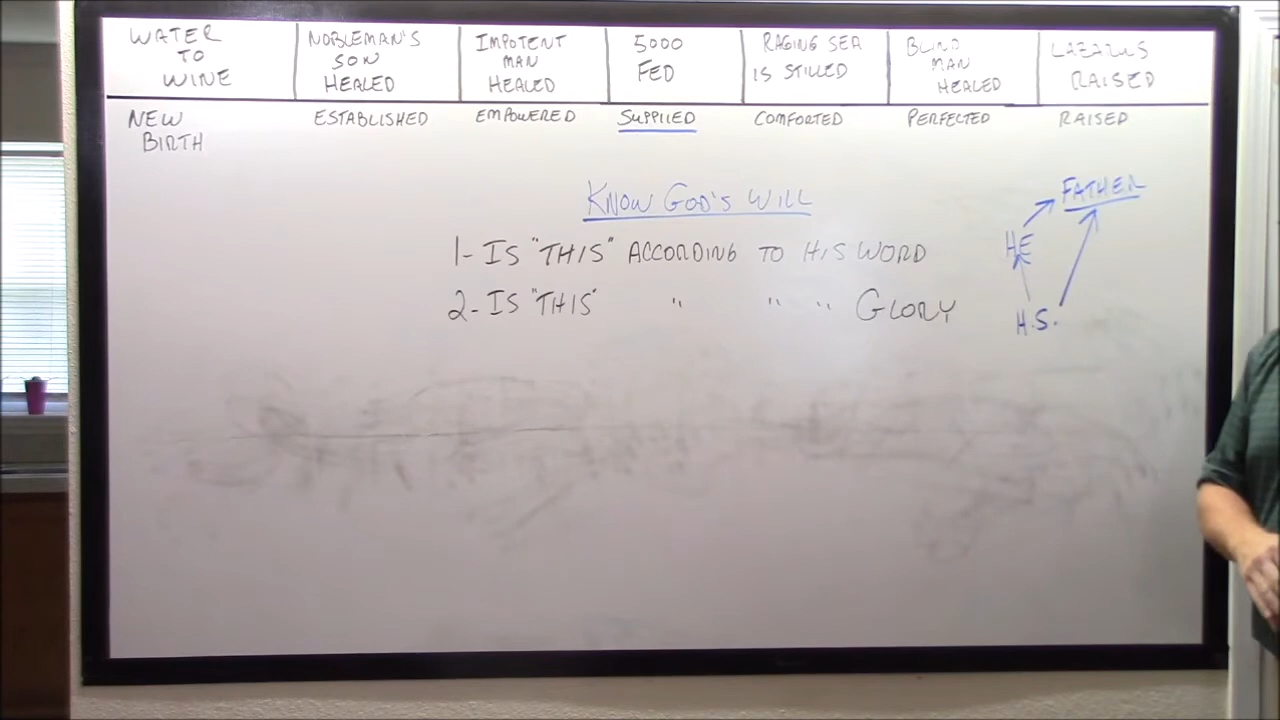 WATER
TO
WINE
NOBLEMAN'S
SON
HEALED
IMPOTENT
MAN
HEALED
5000
FED
RAGING SEA
IS STILLED
BLIND
MAN
HEALED
LAZARUS
RAISED
NEW
BIRTH
ESTABLISHED
EMPOWERED
SUPPLIED
COMFORTED
PERFECTED
RAISED
KNOW GOD'S WILL
1- IS "THIS" ACCORDING TO HIS WORD
2- IS "THIS" " " " GLORY
FATHER
HE
H.S.